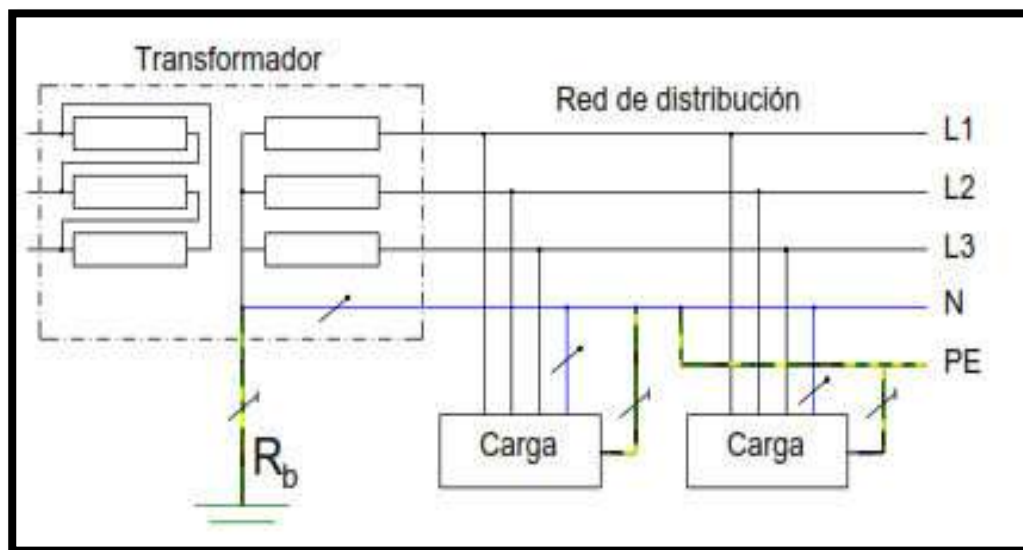 Transformador
Red de distribución
L1
L2
L3
N
PE
Carga
Carga
Rb